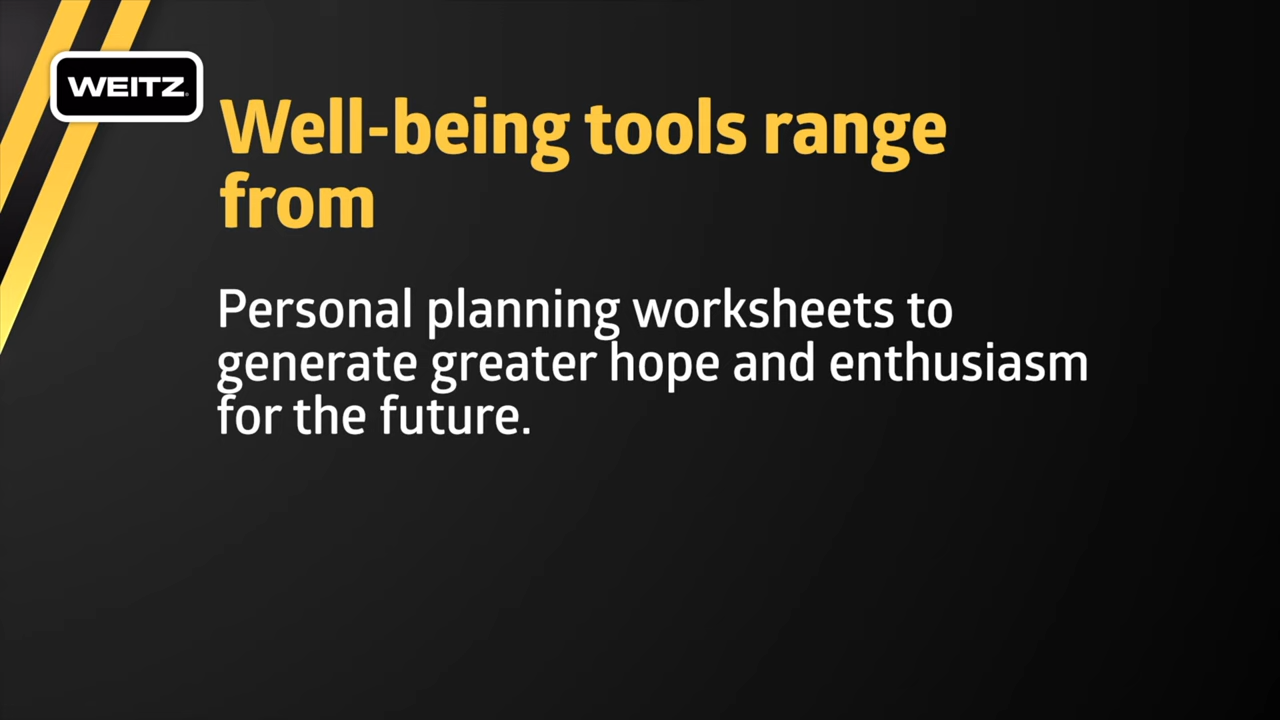 WEITZ
Well-being tools range
from
Personal planning worksheets to
generate greater hope and enthusiasm
for the future.